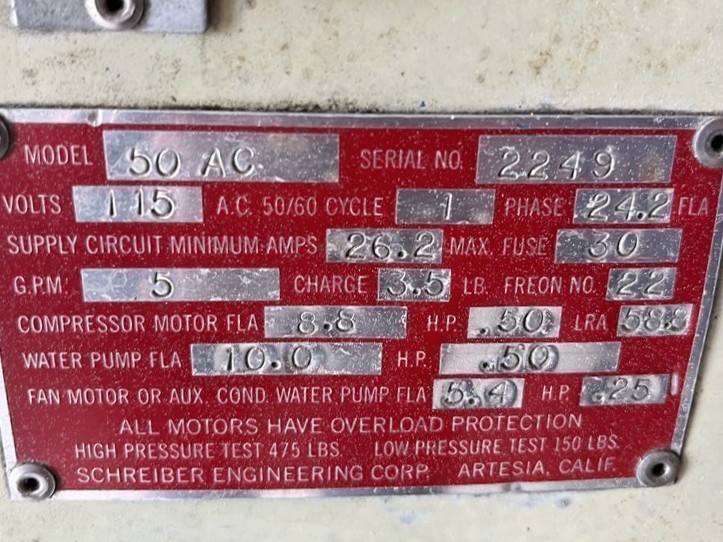 MODEL 50 AC SERIAL NO. 2249
VOLTS 115 A.C. 50/60 CYCLE 1 PHASE 24.2 FLA
SUPPLY CIRCUIT MINIMUM AMPS 26.2 MAX. FUSE 30
G.P.M. 5 CHARGE 3.5 LB. FREON NO. 22
COMPRESSOR MOTOR FLA 8.8 H.P. .50 LRA 58.8
WATER PUMP FLA 10.0 H.P. .50
FAN MOTOR OR AUX. COND. WATER PUMP FLA 5.4 H.P. .25
ALL MOTORS HAVE OVERLOAD PROTECTION
HIGH PRESSURE TEST 475 LBS. LOW PRESSURE TEST 150 LBS.
SCHREIBER ENGINEERING CORP. ARTESIA, CALIF.